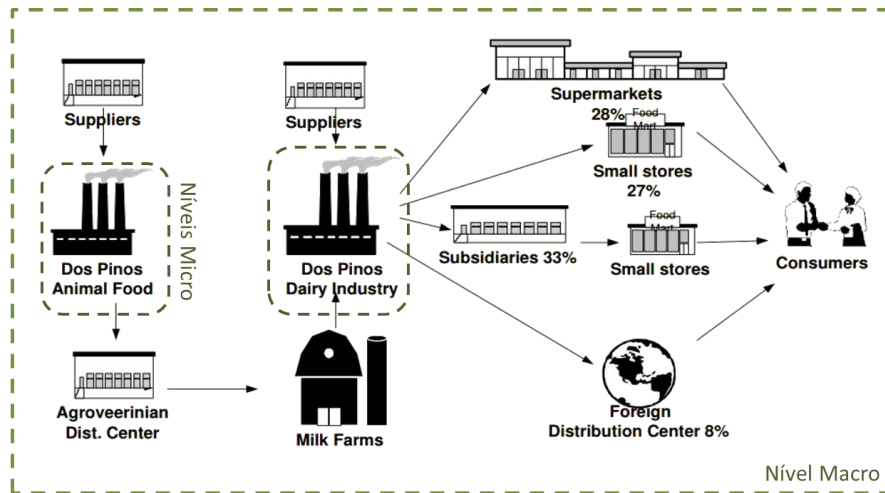 Suppliers
Suppliers
Supermarkets
28%
Food
Mart
Small stores
27%
Níveis Micro
Dos Pinos
Animal Food
Dos Pinos
Dairy Industry
Subsidiaries 33%
Food
Mart
Small stores
Consumers
Agroveerinian
Dist. Center
Milk Farms
Foreign
Distribution Center 8%
Nível Macro